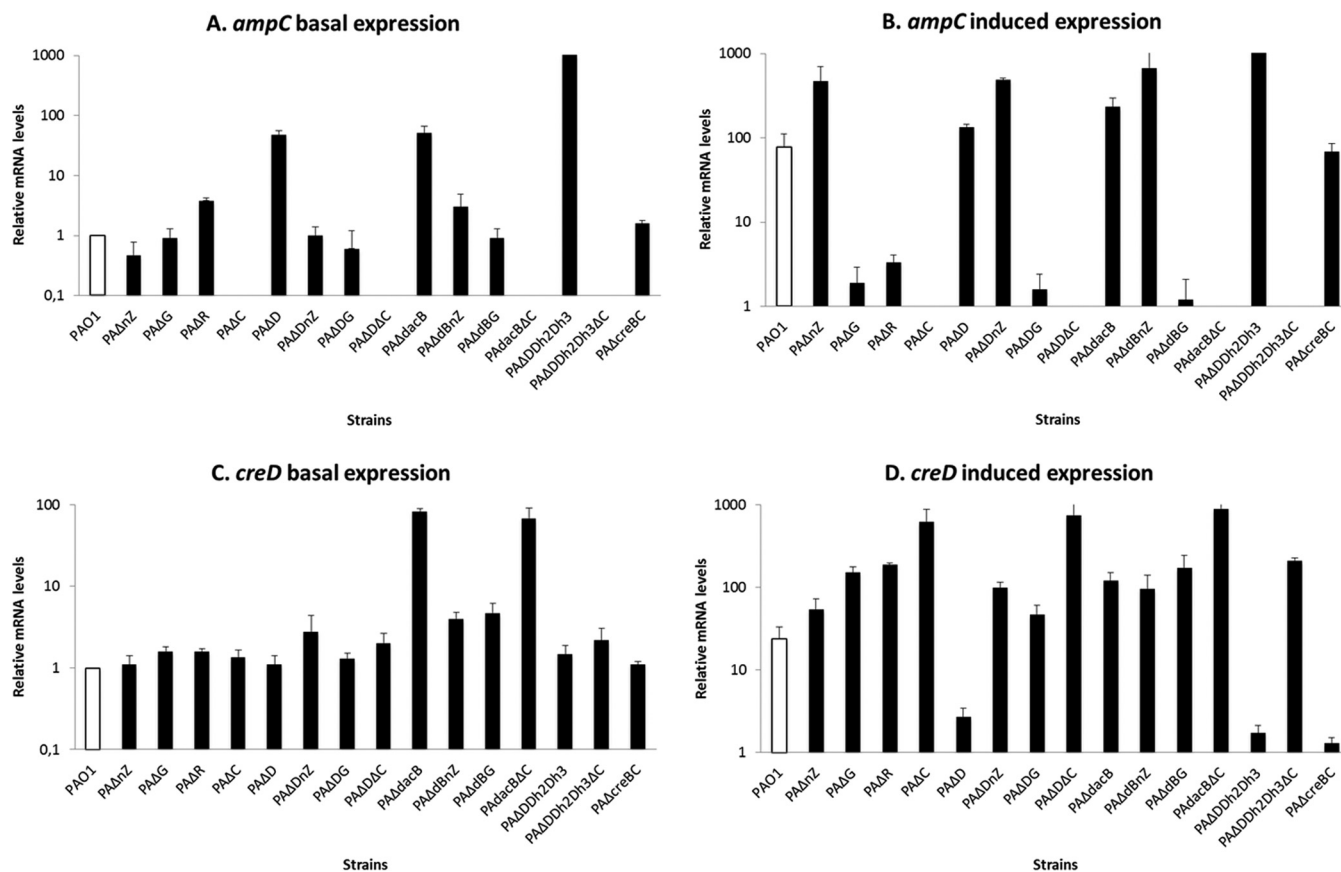 A. ampC basal expression
Relative mRNA levels
1000
100
10
1
0,1
PAO1
PAΔnZ
PAΔG
PAΔR
PAΔC
PAΔD
PAΔDnZ
PAΔDG
PAΔDΔC
PAΔdacB
PAΔdBnZ
PAΔdBG
PAdacBΔC
PAΔDDh2Dh3
PAΔDDh2Dh3ΔC
PAΔcreBC
Strains
B. ampC induced expression
Relative mRNA levels
1000
100
10
1
PAO1
PAΔnZ
PAΔG
PAΔR
PAΔC
PAΔD
PAΔDnZ
PAΔDG
PAΔDΔC
PAΔdacB
PAΔdBnZ
PAΔdBG
PAdacBΔC
PAΔDDh2Dh3
PAΔDDh2Dh3ΔC
PAΔcreBC
Strains
C. creD basal expression
Relative mRNA levels
100
10
1
0,1
PAO1
PAΔnZ
PAΔG
PAΔR
PAΔC
PAΔD
PAΔDnZ
PAΔDG
PAΔDΔC
PAΔdacB
PAΔdBnZ
PAΔdBG
PAdacBΔC
PAΔDDh2Dh3
PAΔDDh2Dh3ΔC
PAΔcreBC
Strains
D. creD induced expression
Relative mRNA levels
1000
100
10
1
PAO1
PAΔnZ
PAΔG
PAΔR
PAΔC
PAΔD
PAΔDnZ
PAΔDG
PAΔDΔC
PAΔdacB
PAΔdBnZ
PAΔdBG
PAdacBΔC
PAΔDDh2Dh3
PAΔDDh2Dh3ΔC
PAΔcreBC
Strains